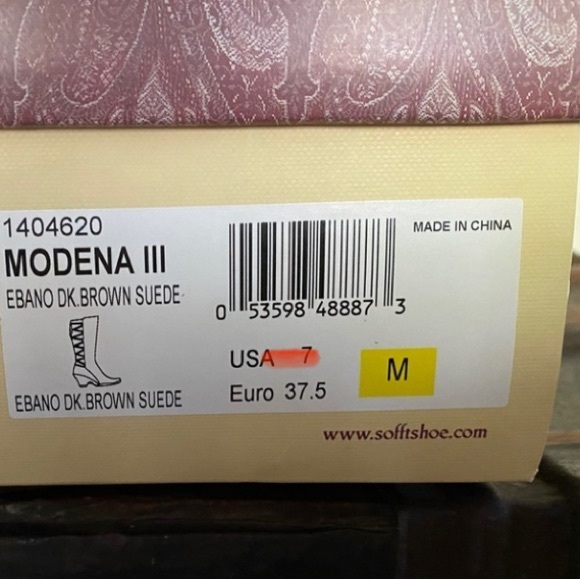 1404620
MODENA III
EBANO DK.BROWN SUEDE
EBANO DK.BROWN SUEDE
0 53598 48887 3
MADE IN CHINA
USA 7
Euro 37.5
M
www.sofftshoe.com